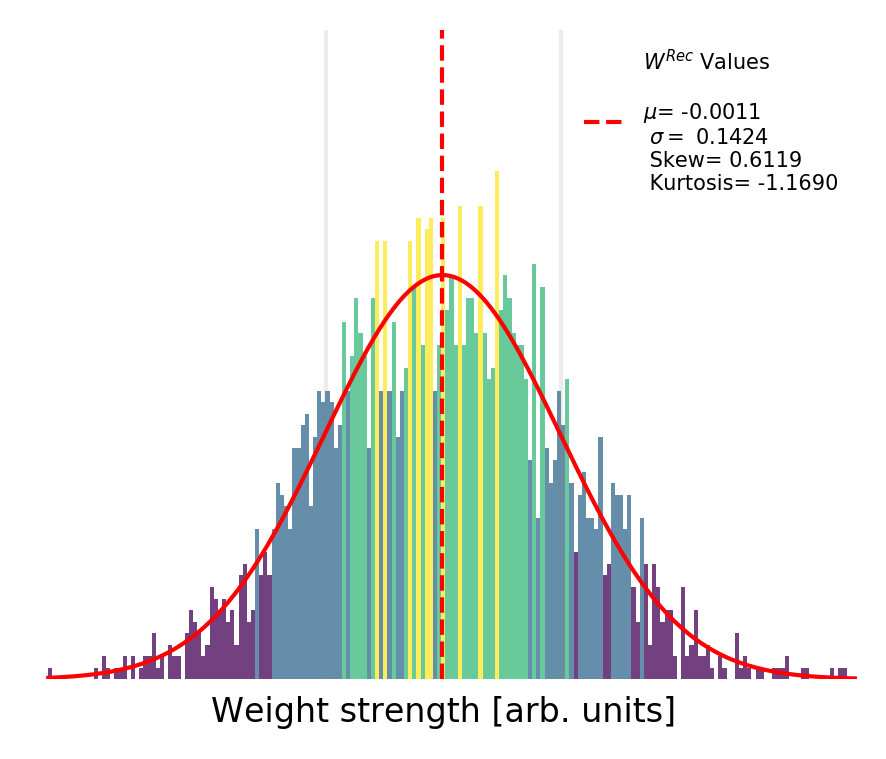 W^Rec Values
μ= -0.0011
σ = 0.1424
Skew= 0.6119
Kurtosis= -1.1690
Weight strength [arb. units]